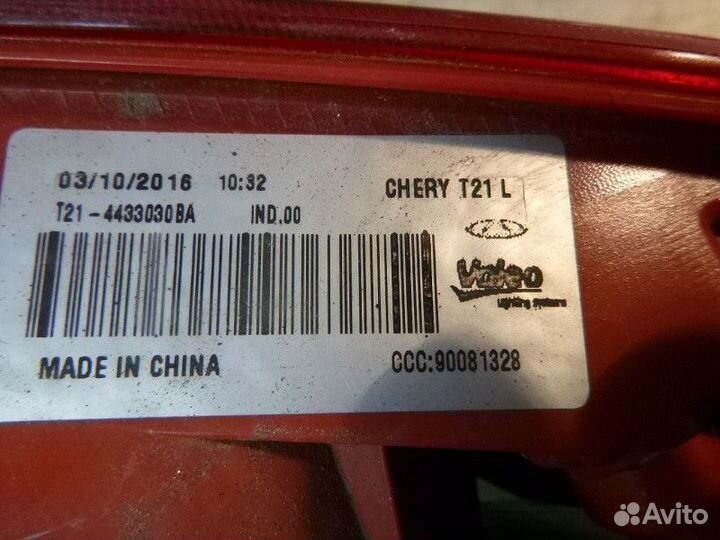 03/10/2016 10:32 CHERY T21 L
T21-4433030BA IND.00
Valeo
Lighting Systems
MADE IN CHINA CCC:90081328
Avito